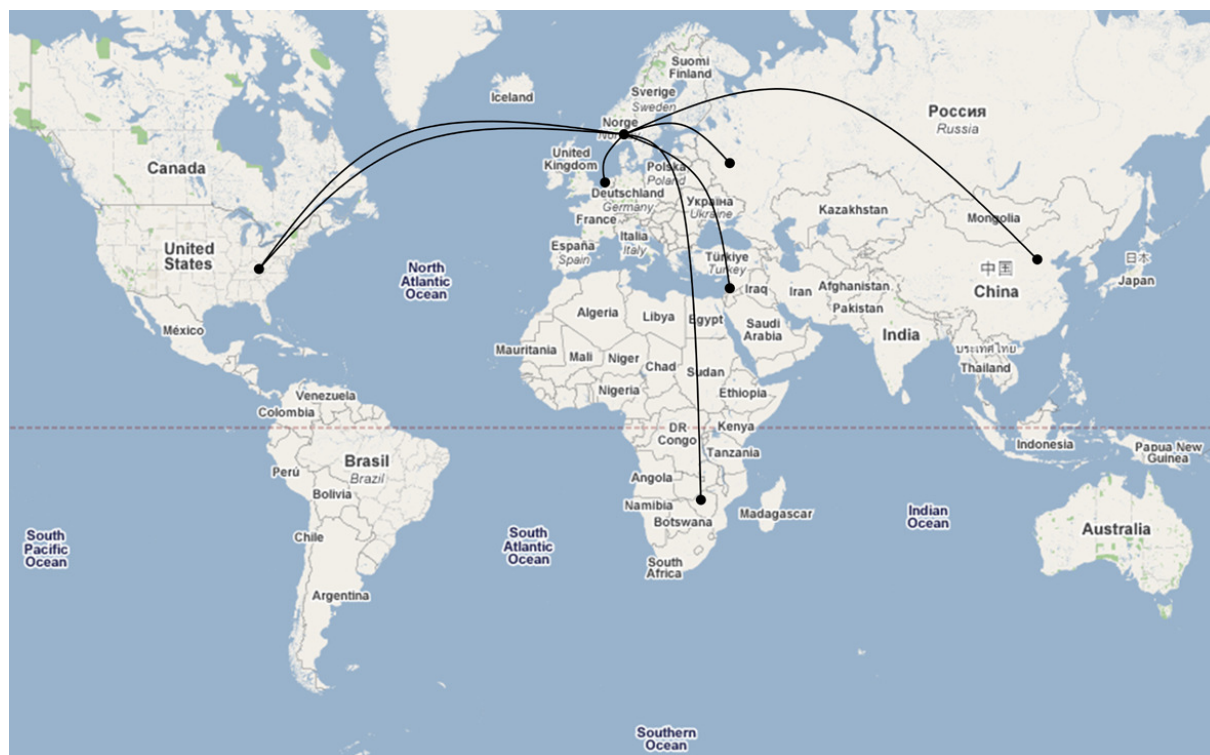 Iceland
Suomi
Finland
Sverige
Sweden
Norge
Россия
Russia
Canada
United
Kingdom
Polska
Poland
Deutschland
Germany
Україна
Ukraine
Kazakhstan
Mongolia
France
United
States
Italia
Italy
España
Spain
Türkiye
Turkey
日本
Japan
中国
China
North
Atlantic
Ocean
Iraq
Iran
Afghanistan
Pakistan
Algeria
Libya
Egypt
Saudi
Arabia
India
México
Mauritania
Mali
Niger
Chad
Sudan
ประเทศไทย
Thailand
Nigeria
Ethiopia
Venezuela
Colombia
DR
Congo
Kenya
Indonesia
Papua New
Guinea
Tanzania
Brasil
Brazil
Perú
Angola
Bolivia
Namibia
Madagascar
Botswana
Indian
Ocean
Australia
South
Pacific
Ocean
Chile
South
Atlantic
Ocean
South
Africa
Argentina
Southern
Ocean